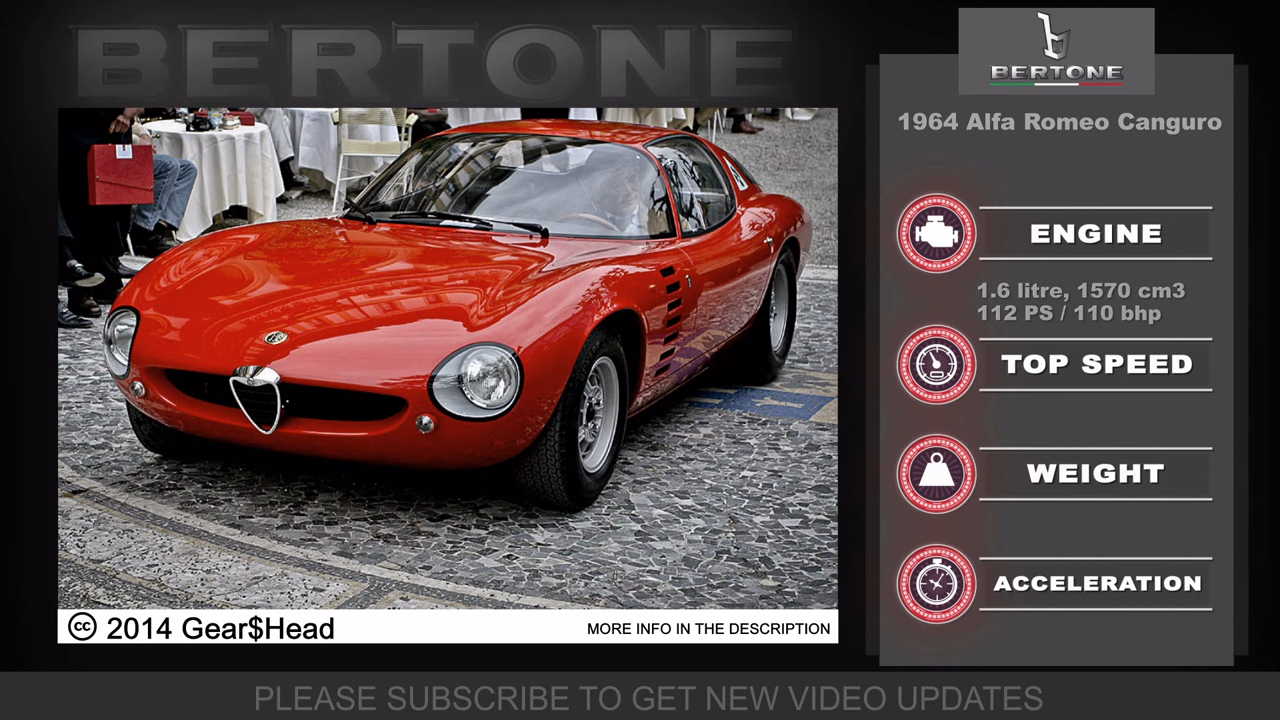 BERTONE
BERTONE
1964 Alfa Romeo Canguro
ENGINE
1.6 litre, 1570 cm3
112 PS / 110 bhp
TOP SPEED
WEIGHT
ACCELERATION
cc 2014 Gear$Head
MORE INFO IN THE DESCRIPTION
PLEASE SUBSCRIBE TO GET NEW VIDEO UPDATES